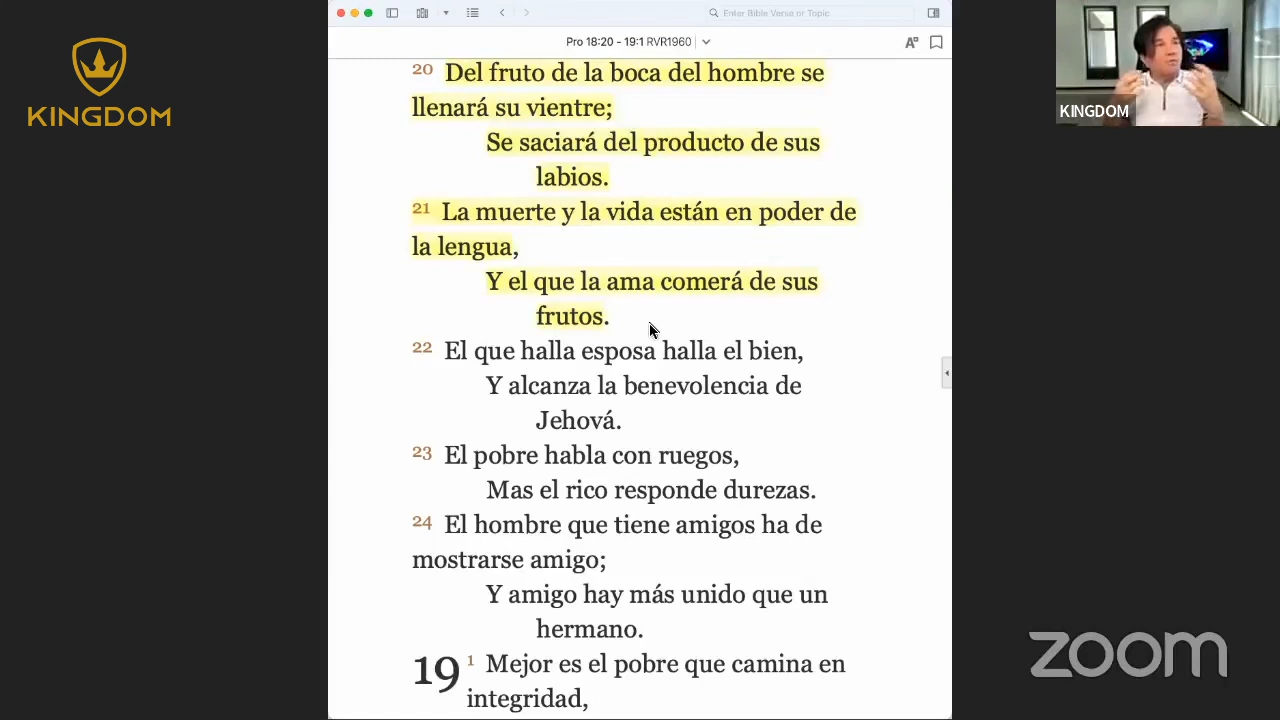 KINGDOM
Enter Bible Verse or Topic
Pro 18:20 - 19:1 RVR1960
KINGDOM
20 Del fruto de la boca del hombre se
llenará su vientre;
Se saciará del producto de sus
labios.
21 La muerte y la vida están en poder de
la lengua,
Y el que la ama comerá de sus
frutos.
22 El que halla esposa halla el bien,
Y alcanza la benevolencia de
Jehová.
23 El pobre habla con ruegos,
Mas el rico responde durezas.
24 El hombre que tiene amigos ha de
mostrarse amigo;
Y amigo hay más unido que un
hermano.
19 1 Mejor es el pobre que camina en
integridad,
zoom